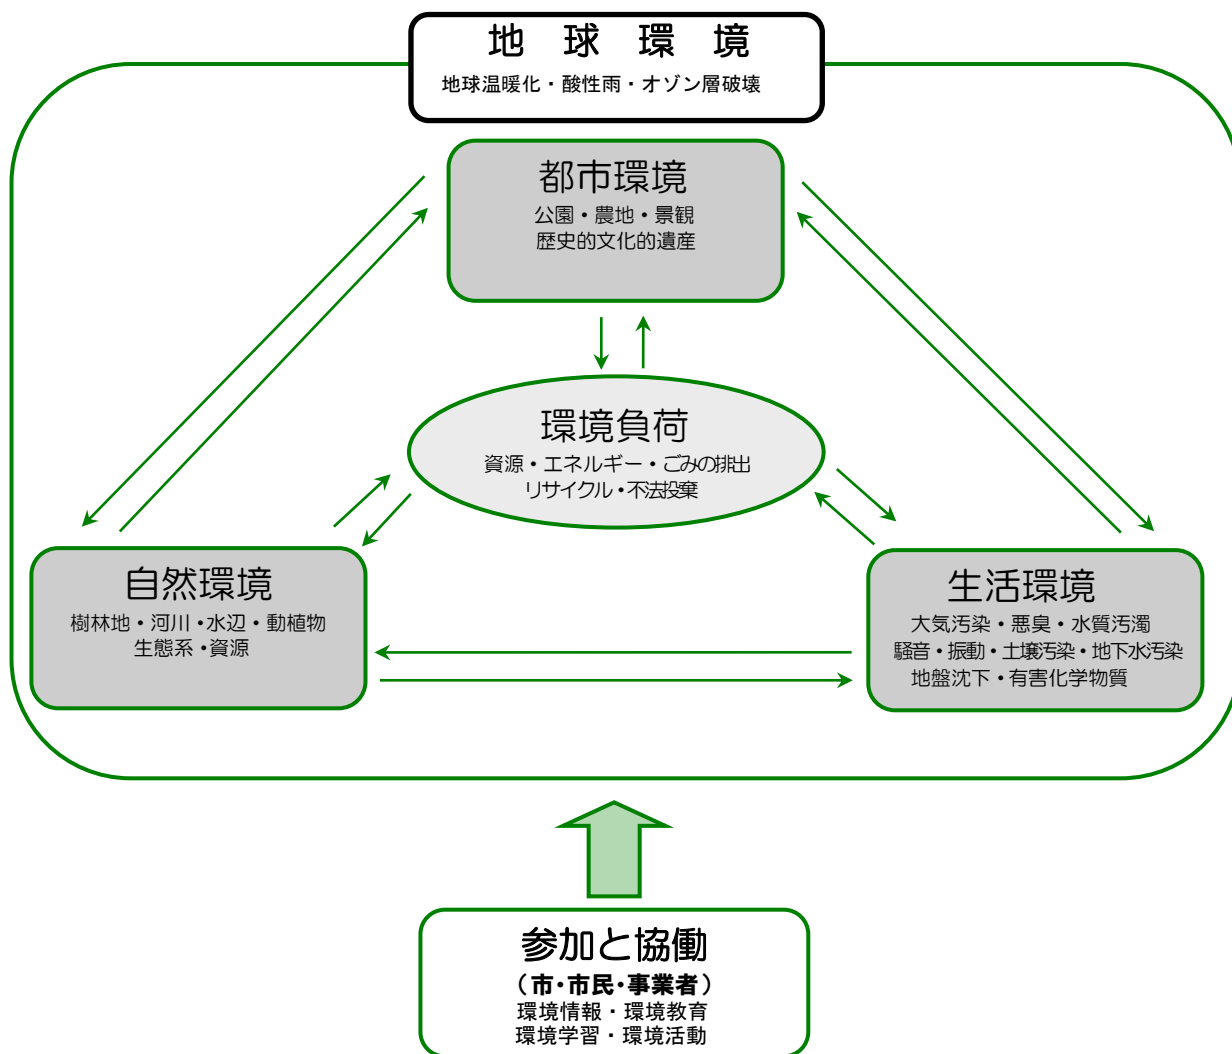 地 球 環 境
地球温暖化・酸性雨・オゾン層破壊
都市環境
公園・農地・景観
歴史的文化的遺産
環境負荷
資源・エネルギー・ごみの排出
リサイクル・不法投棄
自然環境
樹林地・河川・水辺・動植物
生態系・資源
生活環境
大気汚染・悪臭・水質汚濁
騒音・振動・土壌汚染・地下水汚染
地盤沈下・有害化学物質
参加と協働
（市・市民・事業者）
環境情報・環境教育
環境学習・環境活動